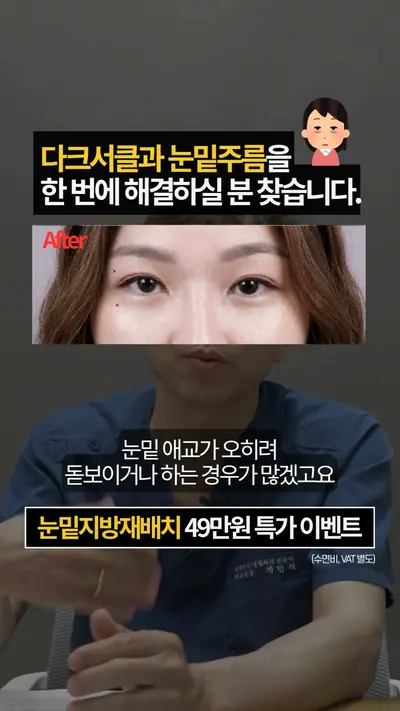 다크서클과 눈밑주름을
한 번에 해결하실 분 찾습니다.
After
눈밑 애교가 오히려
돋보이거나 하는 경우가 많겠고요
눈밑지방재배치 49만원 특가 이벤트
(수면비, VAT 별도)